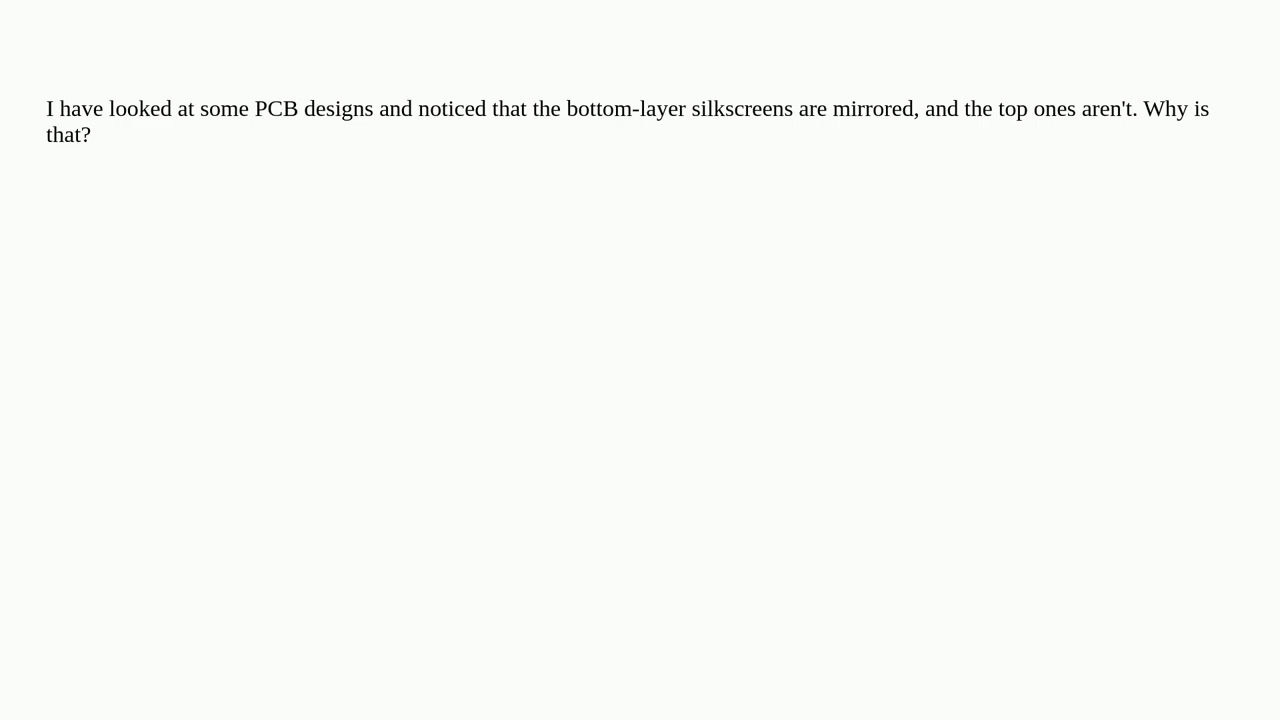 I have looked at some PCB designs and noticed that the bottom-layer silkscreens are mirrored, and the top ones aren't. Why is
that?